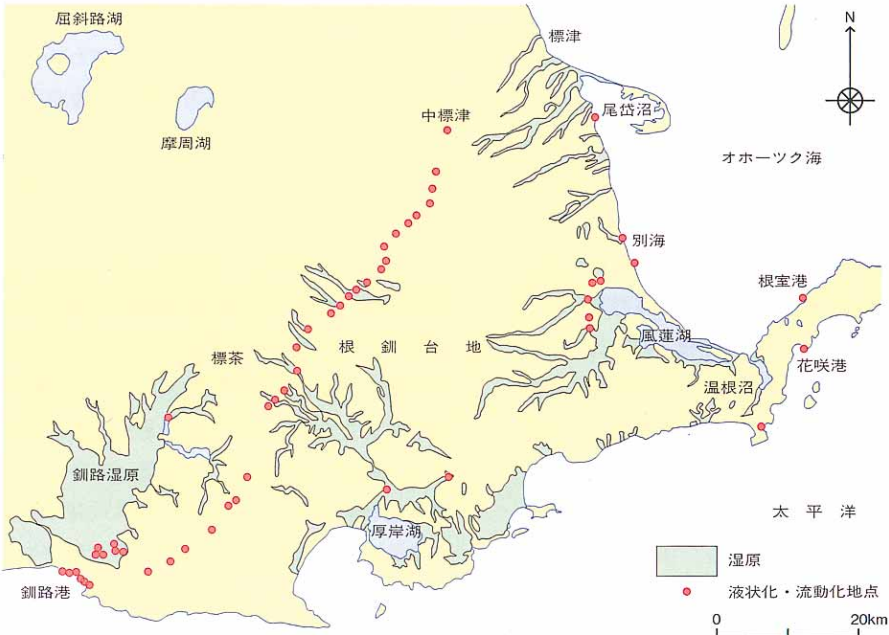 屈斜路湖
摩周湖
標津
中標津
尾岱沼
N
オホーツク海
別海
根室港
風蓮湖
花咲港
標茶
根釧台地
温根沼
釧路湿原
厚岸湖
太平洋
釧路港
湿原
液状化・流動化地点
0 20km